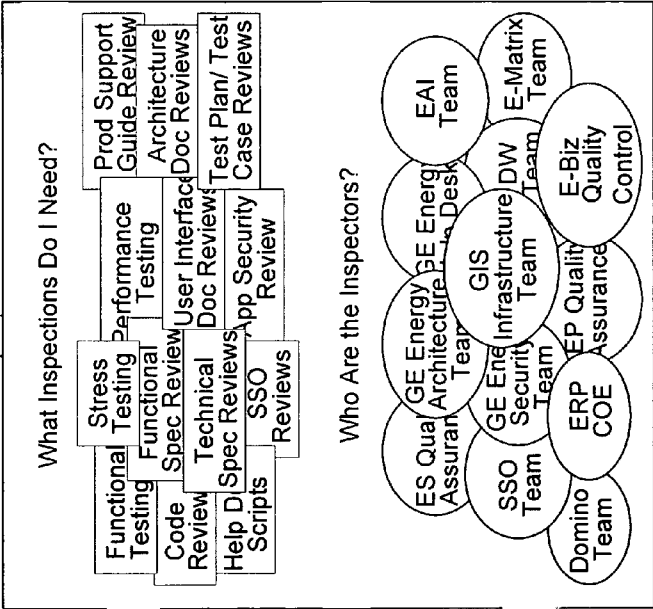 What Inspections Do I Need?
Functional
Testing
Stress
Testing
Performance
Testing
Prod Support
Guide Review
Code
Review
Functional
Spec Review
User Interface
Doc Reviews
Architecture
Doc Reviews
Help De
Scripts
Technical
Spec Reviews
SSO
Reviews
App Security
Review
Test Plan/ Test
Case Reviews
Who Are the Inspectors?
ES Qual
Assuran
GE Energy
Architecture
Team
GE Energy
Desk
EAI
Team
SSO
Team
GE Ene
Security
Team
GIS
Infrastructure
Team
DW
Team
E-Matrix
Team
Domino
Team
ERP
COE
EP Quality
Assurance
E-Biz
Quality
Control